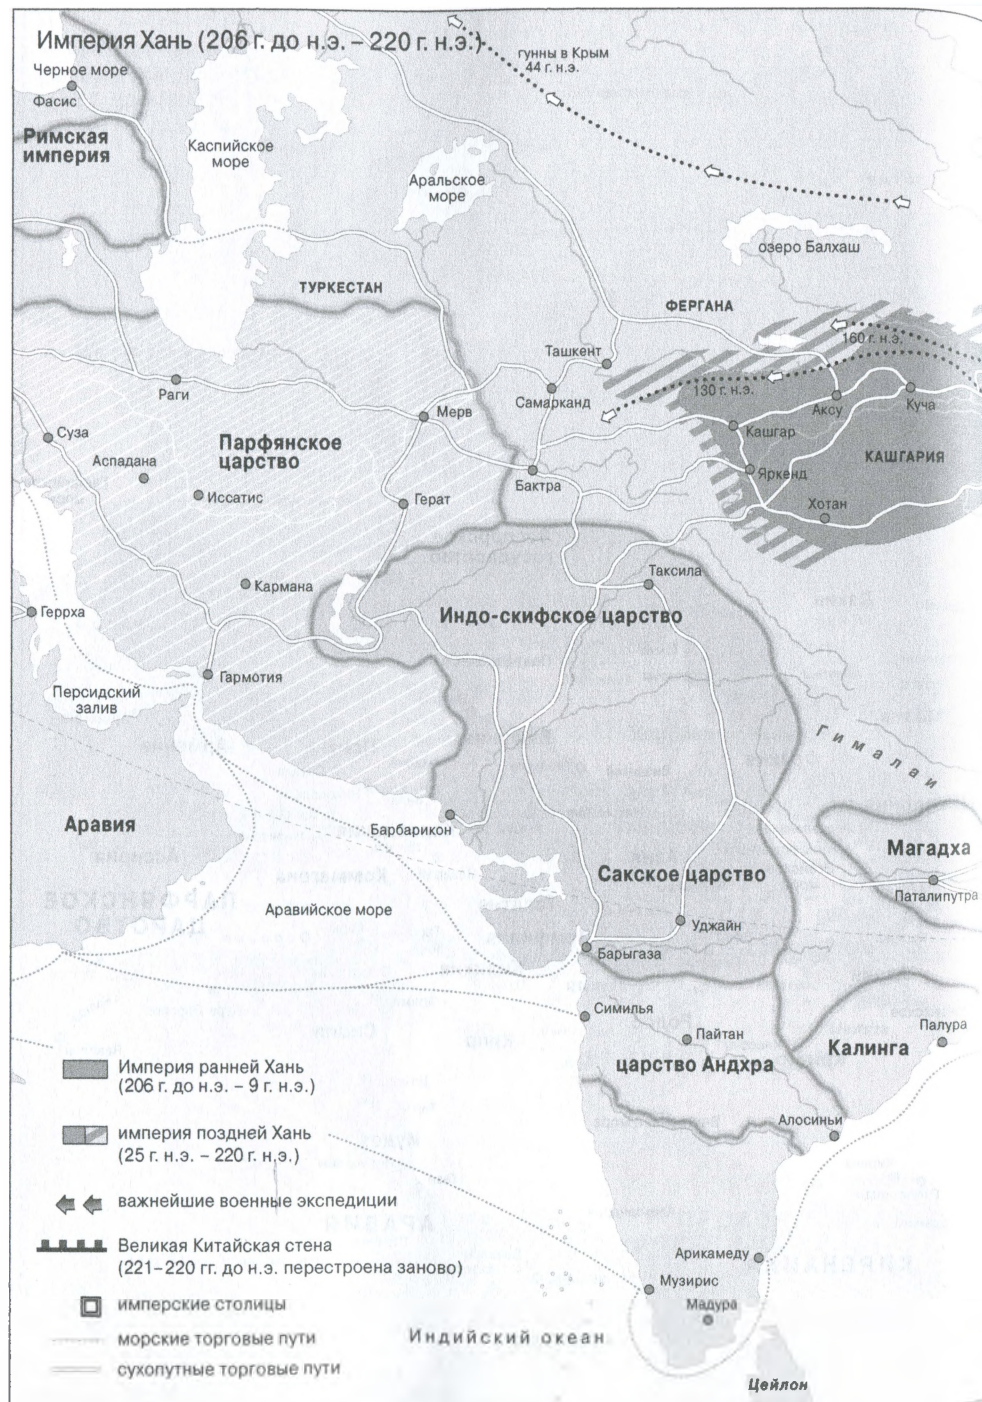 Империя Хань (206 г. до н.э. – 220 г. н.э.)
гунны в Крым
44 г. н.э.
Черное море
Фасис
Римская
империя
Каспийское
море
Аральское
море
озеро Балхаш
ТУРКЕСТАН
ФЕРГАНА
160 г. н.э.
130 г. н.э.
Ташкент
Самарканд
Аксу
Куча
Раги
Мерв
Кашгар
КАШГАРИЯ
Суза
Парфянское
царство
Аспадана
Иссатис
Герат
Бактра
Яркенд
Хотан
Кармана
Таксила
Геррха
Индо-скифское царство
Гармотия
Персидский
залив
Гималаи
Аравия
Барбарикон
Магадха
Паталипутра
Сакское царство
Аравийское море
Уджайн
Барыгаза
Симилья
Пайтан
Палура
Калинга
царство Андхра
Алосиньи
Империя ранней Хань
(206 г. до н.э. – 9 г. н.э.)
империя поздней Хань
(25 г. н.э. – 220 г. н.э.)
важнейшие военные экспедиции
Великая Китайская стена
(221–220 гг. до н.э. перестроена заново)
имперские столицы
морские торговые пути
сухопутные торговые пути
Арикамеду
Музирис
Мадура
Индийский океан
Цейлон